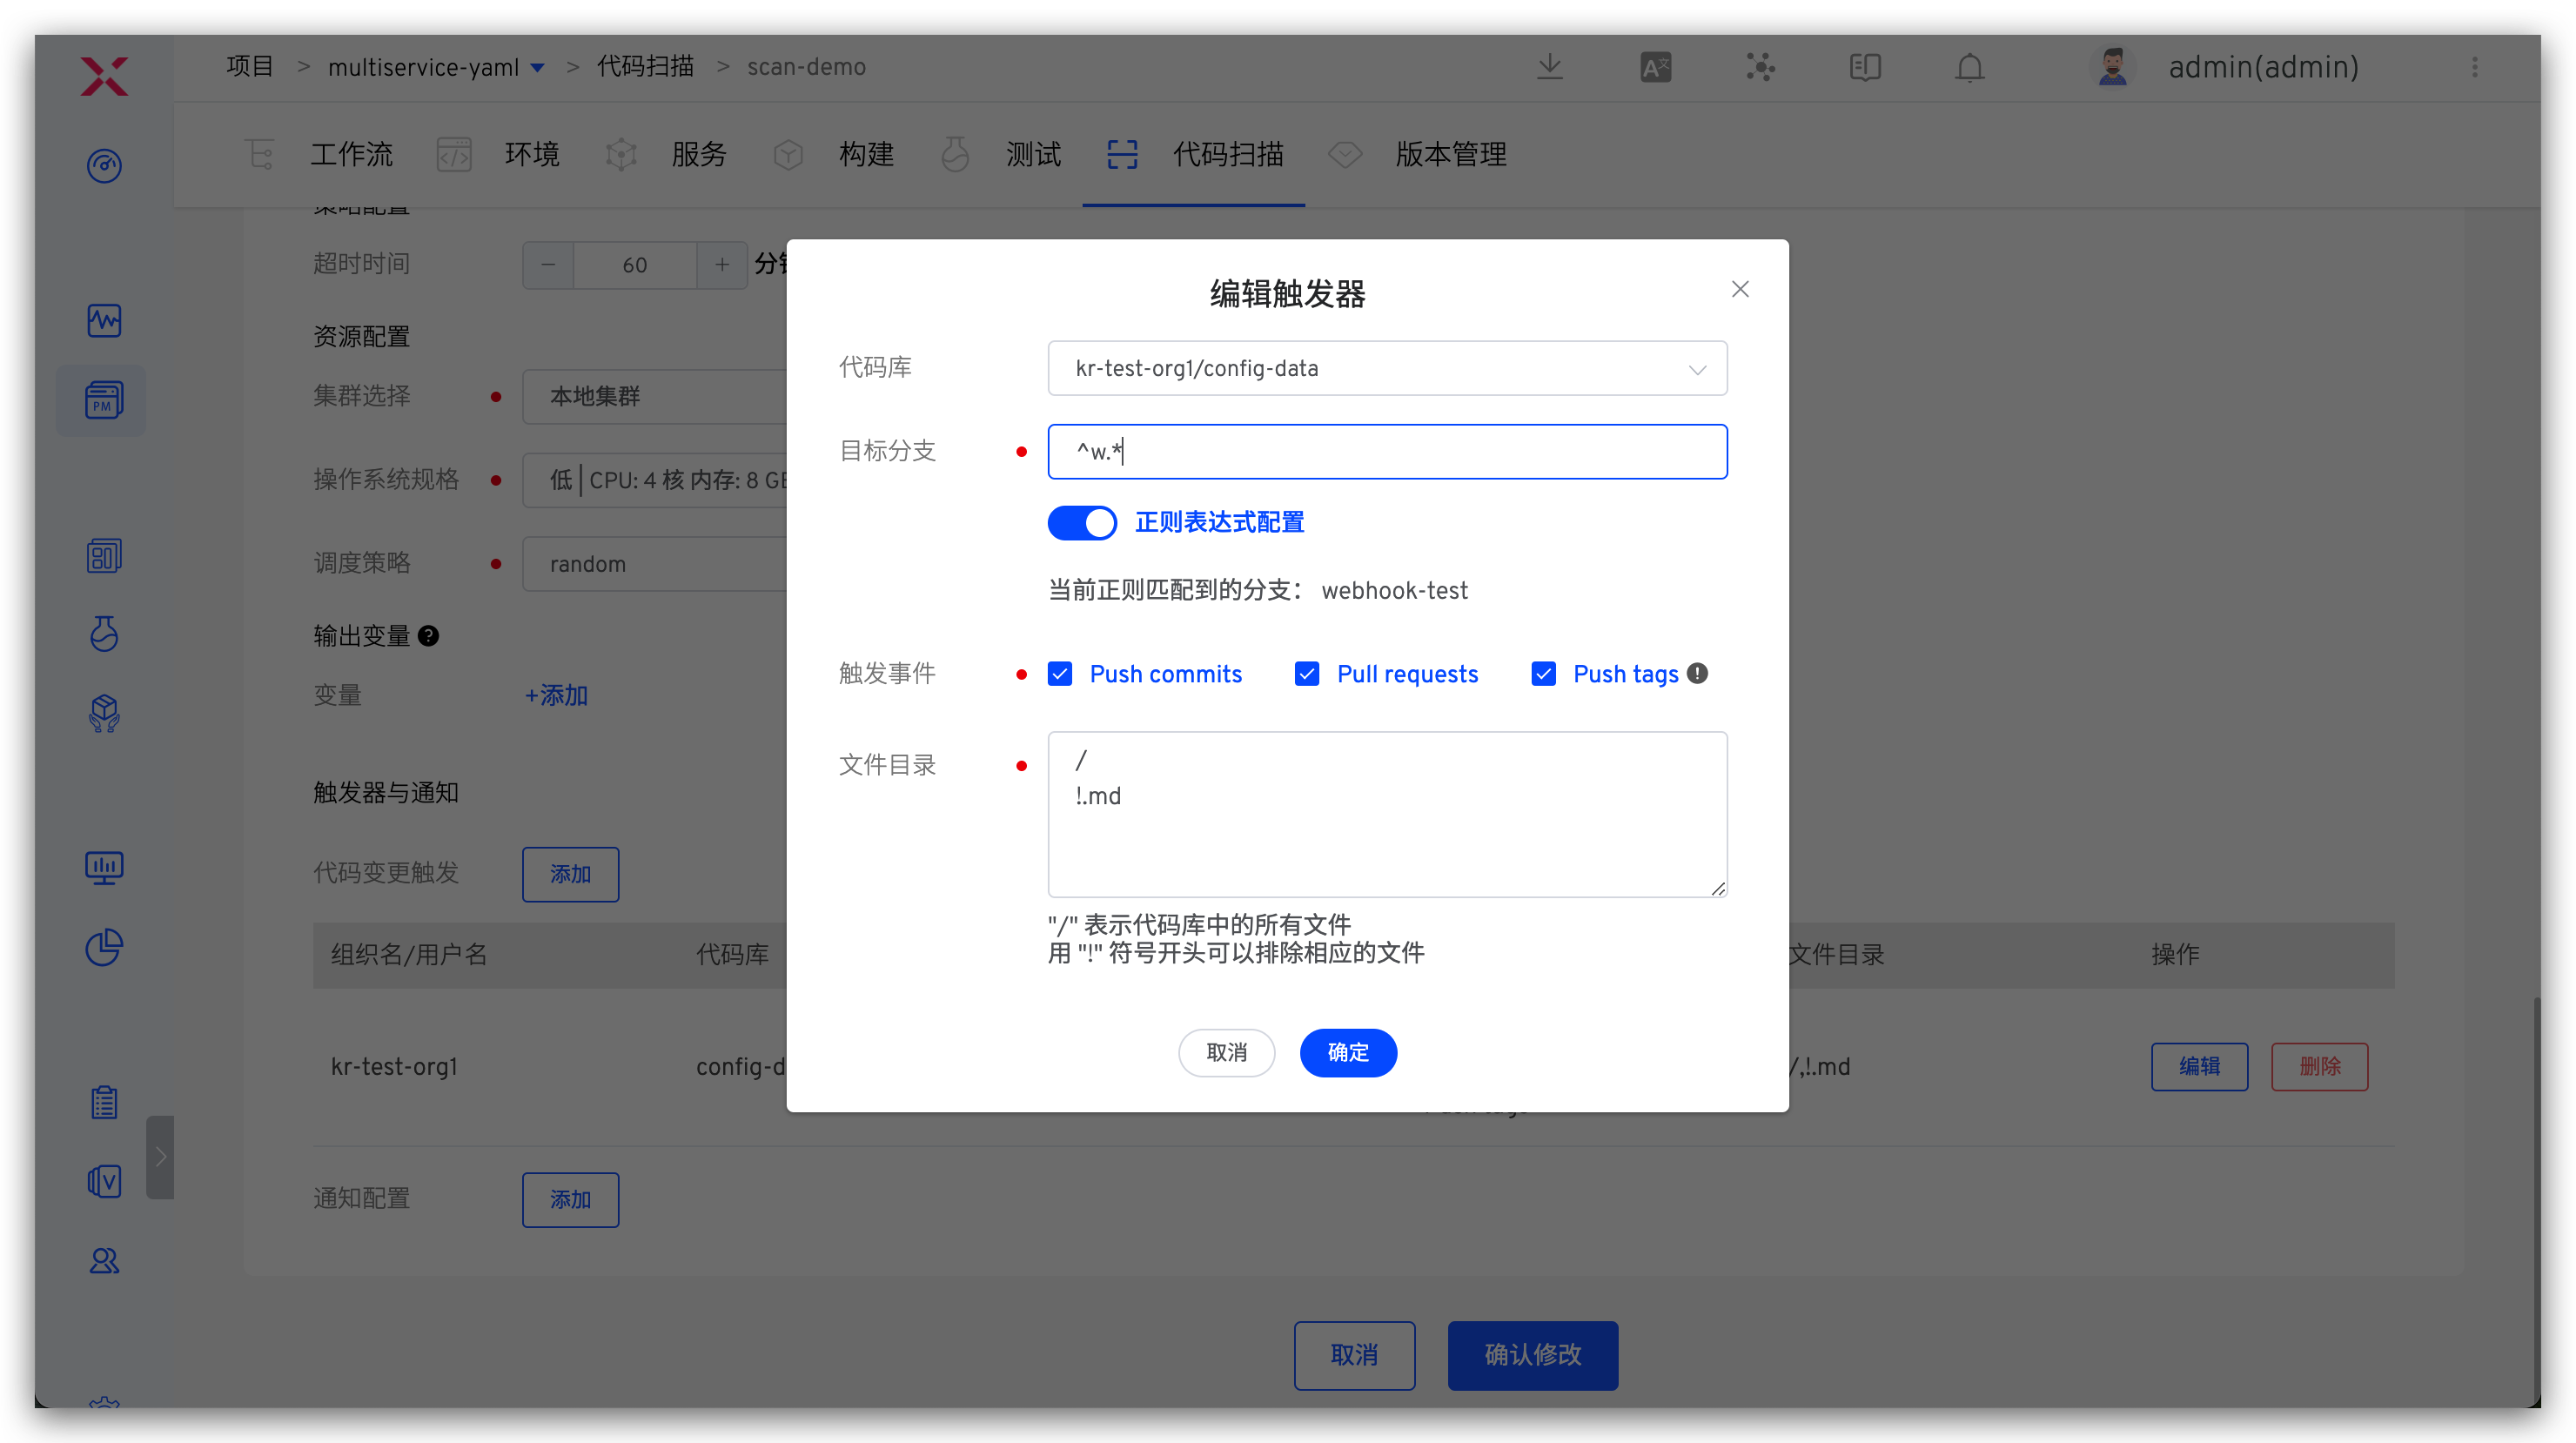 项目 > multiservice-yaml > 代码扫描 > scan-demo
admin(admin)
工作流 环境 服务 构建 测试 代码扫描 版本管理
策略配置
超时时间 − 60 + 分钟
资源配置
集群选择 本地集群
操作系统规格 低 | CPU: 4 核 内存: 8 GB
调度策略 random
输出变量
变量 +添加
触发器与通知
代码变更触发 添加
组织名/用户名 代码库 文件目录 操作
kr-test-org1 config-d /,!.md 编辑 删除
Push tags
通知配置 添加
取消 确认修改
编辑触发器
代码库 kr-test-org1/config-data
目标分支 ^w.*
正则表达式配置
当前正则匹配到的分支： webhook-test
触发事件 Push commits Pull requests Push tags
文件目录 /
!.md
"/" 表示代码库中的所有文件
用 "!" 符号开头可以排除相应的文件
取消 确定
PM